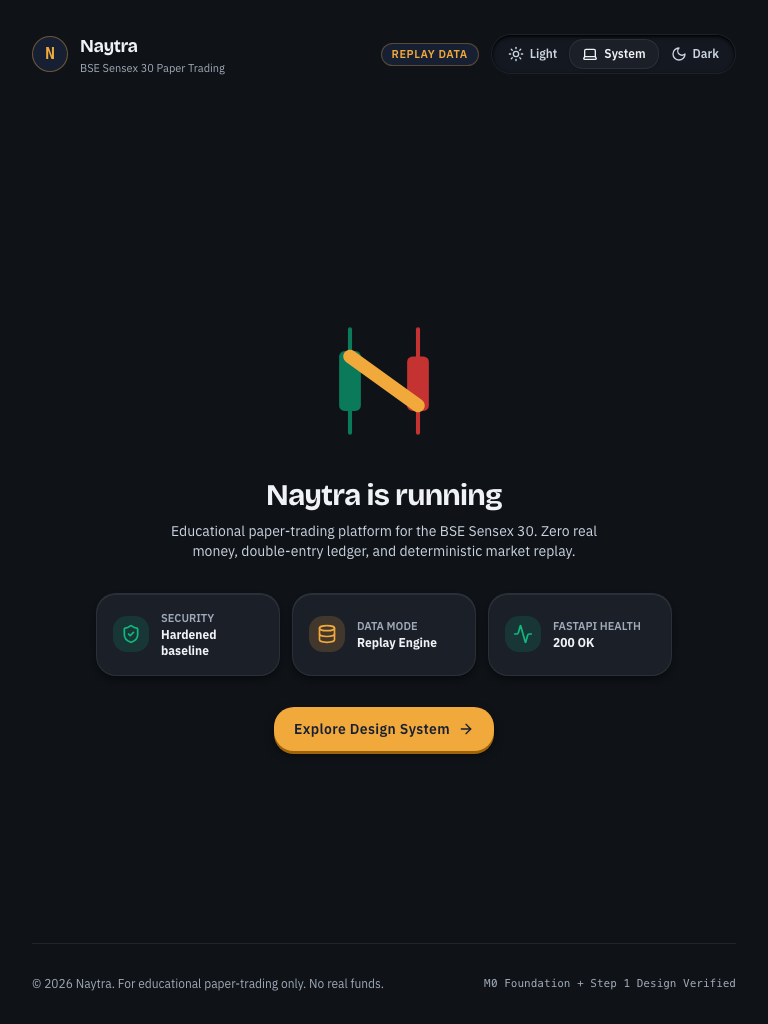 N
Naytra
BSE Sensex 30 Paper Trading
REPLAY DATA
Light
System
Dark
Naytra is running
Educational paper-trading platform for the BSE Sensex 30. Zero real
money, double-entry ledger, and deterministic market replay.
SECURITY
Hardened
baseline
DATA MODE
Replay Engine
FASTAPI HEALTH
200 OK
Explore Design System
© 2026 Naytra. For educational paper-trading only. No real funds.
M0 Foundation + Step 1 Design Verified